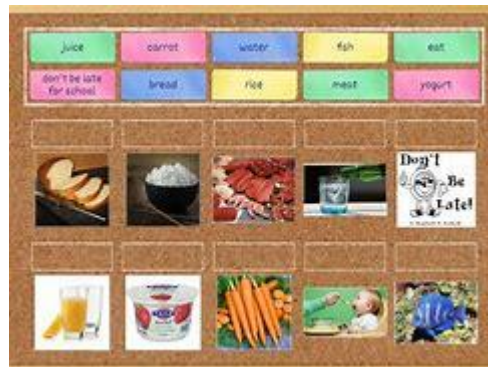 juice
carrot
water
fish
eat
don't be late
for school
bread
rice
meat
yogurt
Don't
Be
Late!